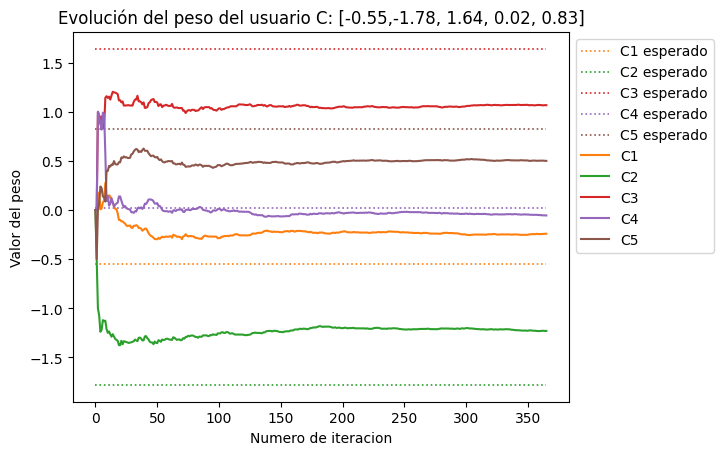 Evolución del peso del usuario C: [-0.55,-1.78, 1.64, 0.02, 0.83]
Valor del peso
1.5
1.0
0.5
0.0
−0.5
−1.0
−1.5
0 50 100 150 200 250 300 350
Numero de iteracion
C1 esperado
C2 esperado
C3 esperado
C4 esperado
C5 esperado
C1
C2
C3
C4
C5